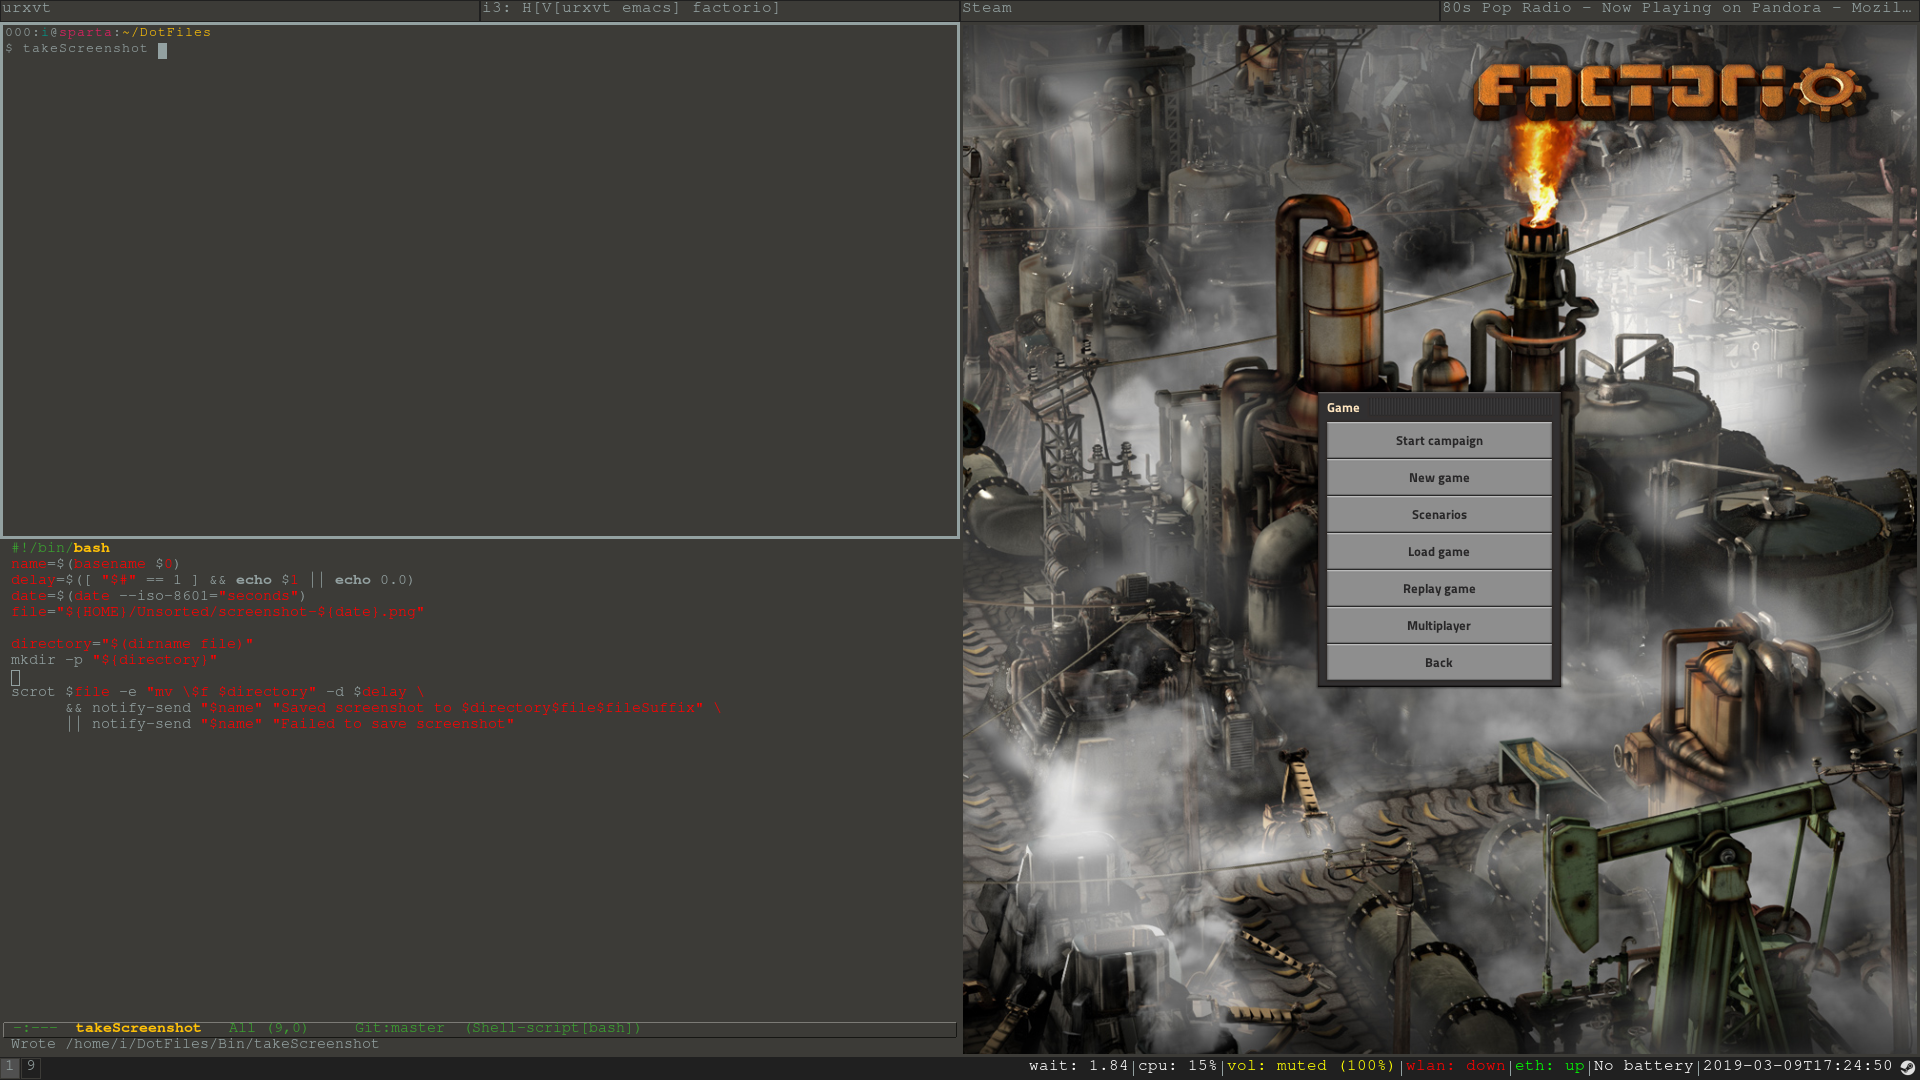 urxvt
i3: H[V[urxvt emacs] factorio]
Steam
80s Pop Radio - Now Playing on Pandora - Mozil…
000:i@sparta:~/DotFiles
$ takeScreenshot
#!/bin/bash
name=$(basename $0)
delay=$([ "$#" == 1 ] && echo $1 || echo 0.0)
date=$(date --iso-8601="seconds")
file="${HOME}/Unsorted/screenshot-${date}.png"
directory="$(dirname file)"
mkdir -p "${directory}"
scrot $file -e "mv \$f $directory" -d $delay \
&& notify-send "$name" "Saved screenshot to $directory$file$fileSuffix" \
|| notify-send "$name" "Failed to save screenshot"
-:--- takeScreenshot All (9,0) Git:master (Shell-script[bash])
Wrote /home/i/DotFiles/Bin/takeScreenshot
FACTORIO
Game
Start campaign
New game
Scenarios
Load game
Replay game
Multiplayer
Back
1 9
wait: 1.84|cpu: 15%|vol: muted (100%)|wlan: down|eth: up|No battery|2019-03-09T17:24:50